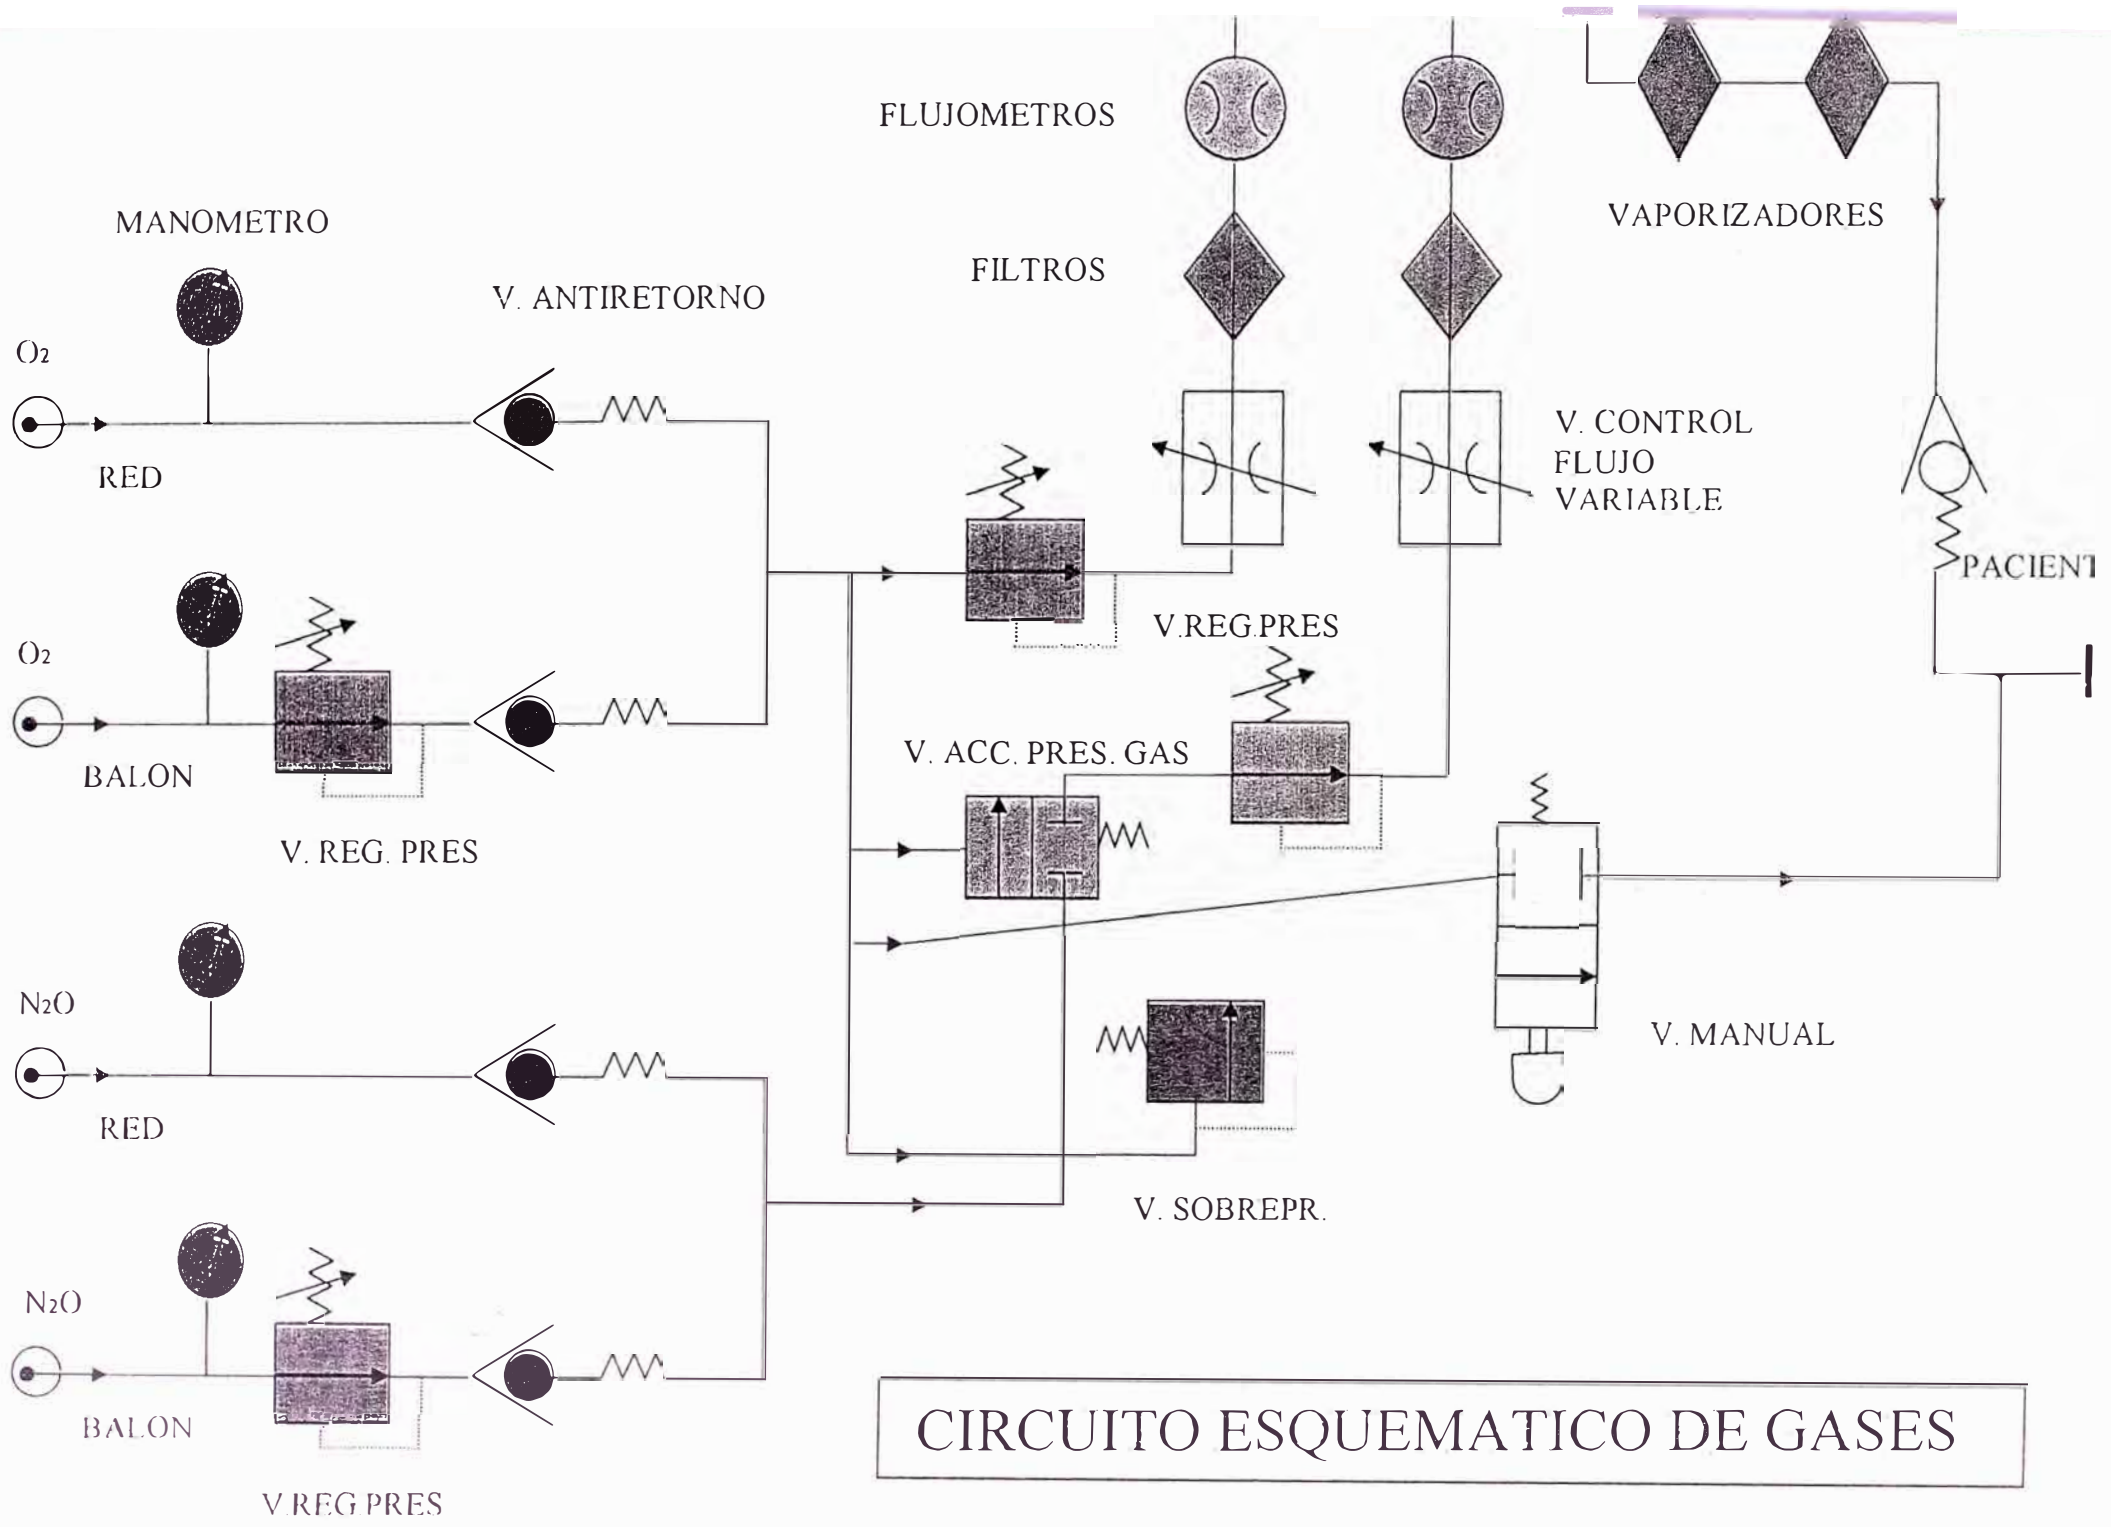 FLUJOMETROS
MANOMETRO
VAPORIZADORES
FILTROS
V. ANTIRETORNO
O2
RED
V. CONTROL
FLUJO
VARIABLE
PACIENT
O2
V.REG.PRES
BALON
V. ACC. PRES. GAS
V. REG. PRES
N2O
V. MANUAL
RED
V. SOBREPR.
N2O
BALON
CIRCUITO ESQUEMATICO DE GASES
V.REG.PRES